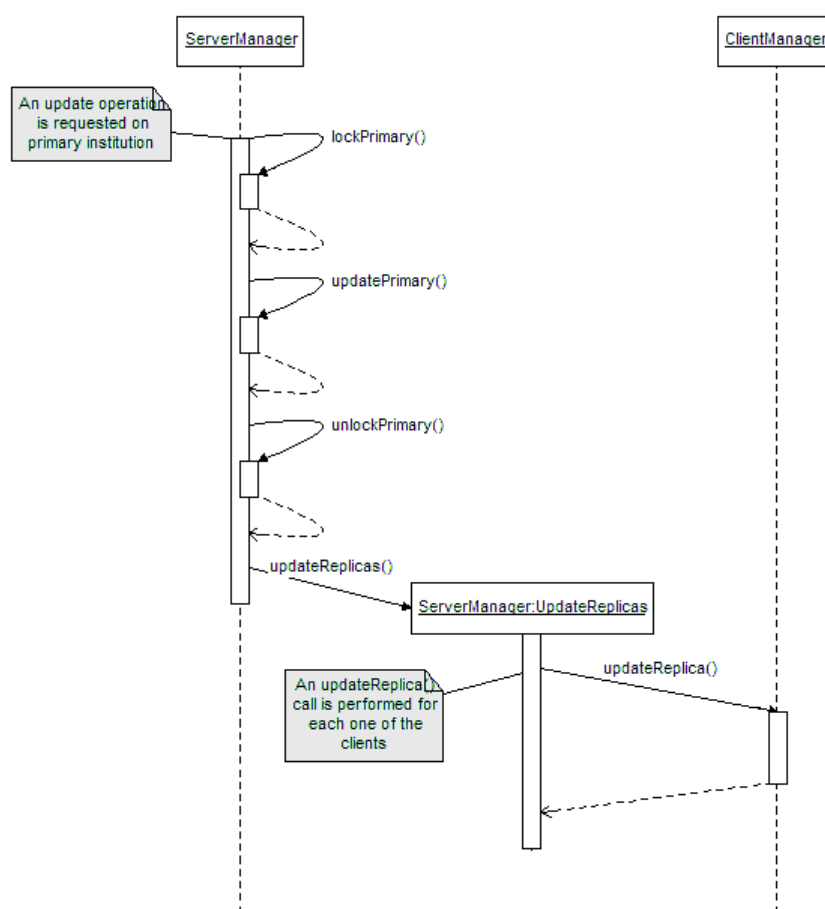 ServerManager
ClientManager
An update operation
is requested on
primary institution
lockPrimary()
updatePrimary()
unlockPrimary()
updateReplicas()
ServerManager:UpdateReplicas
An updateReplica()
call is performed for
each one of the
clients
updateReplica()